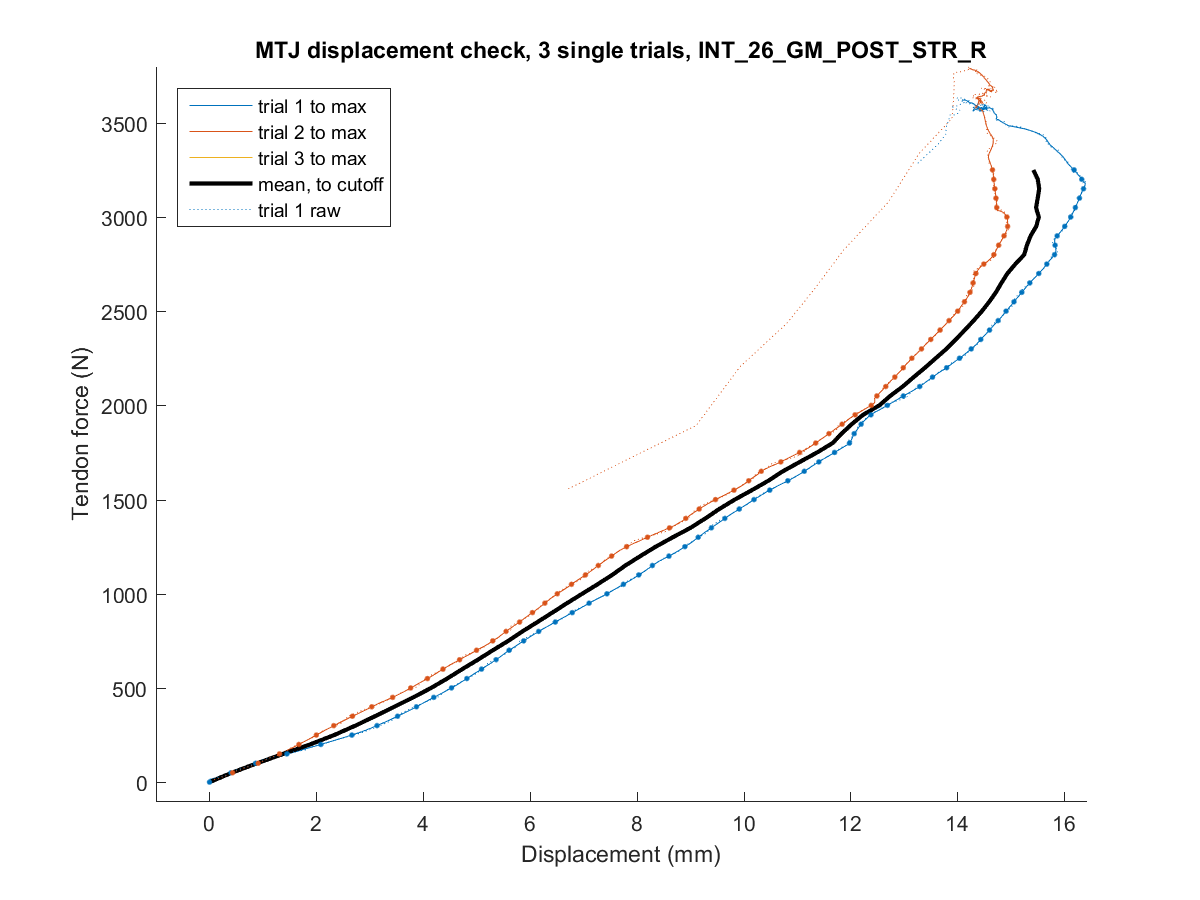 MTJ displacement check, 3 single trials, INT_26_GM_POST_STR_R
trial 1 to max
trial 2 to max
trial 3 to max
mean, to cutoff
trial 1 raw
3500
3000
2500
2000
1500
1000
500
0
Tendon force (N)
0 2 4 6 8 10 12 14 16
Displacement (mm)